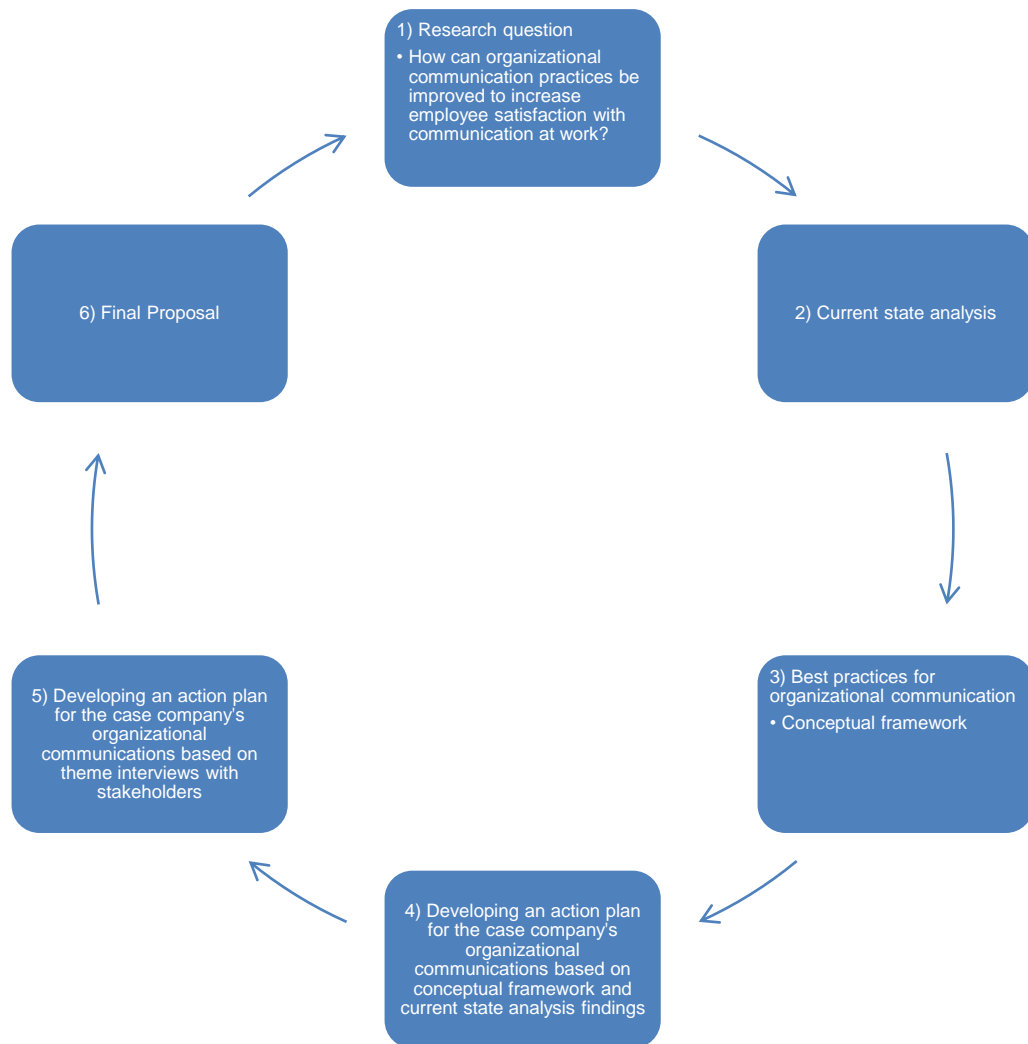 1) Research question
• How can organizational
communication practices be
improved to increase
employee satisfaction with
communication at work?
2) Current state analysis
3) Best practices for
organizational communication
• Conceptual framework
4) Developing an action plan
for the case company's
organizational
communications based on
conceptual framework and
current state analysis findings
5) Developing an action plan
for the case company's
organizational
communications based on
theme interviews with
stakeholders
6) Final Proposal